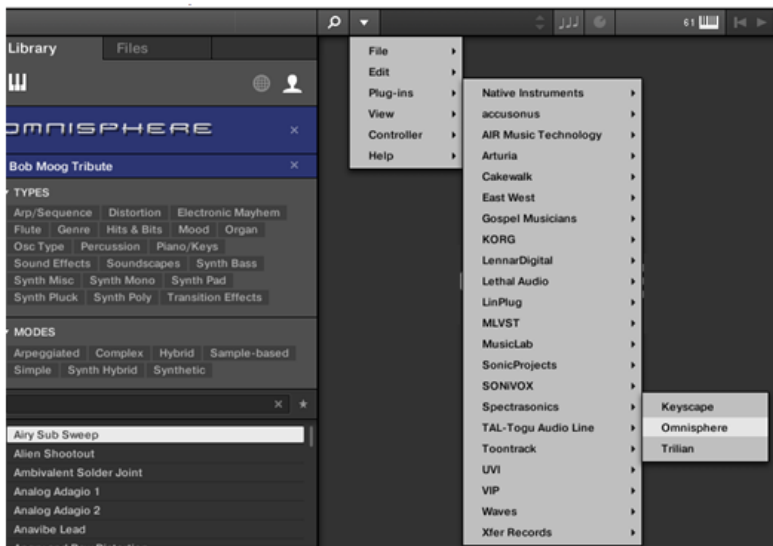 61
Library Files
OMNISPHERE
Bob Moog Tribute
TYPES
Arp/Sequence Distortion Electronic Mayhem
Flute Genre Hits & Bits Mood Organ
Osc Type Percussion Piano/Keys
Sound Effects Soundscapes Synth Bass
Synth Misc Synth Mono Synth Pad
Synth Pluck Synth Poly Transition Effects
MODES
Arpeggiated Complex Hybrid Sample-based
Simple Synth Hybrid Synthetic
Airy Sub Sweep
Alien Shootout
Ambivalent Solder Joint
Analog Adagio 1
Analog Adagio 2
Anavibe Lead
File
Edit
Plug-ins
View
Controller
Help
Native Instruments
accusonus
AIR Music Technology
Arturia
Cakewalk
East West
Gospel Musicians
KORG
LennarDigital
Lethal Audio
LinPlug
MLVST
MusicLab
SonicProjects
SONiVOX
Spectrasonics
TAL-Togu Audio Line
Toontrack
UVI
VIP
Waves
Xfer Records
Keyscape
Omnisphere
Trilian